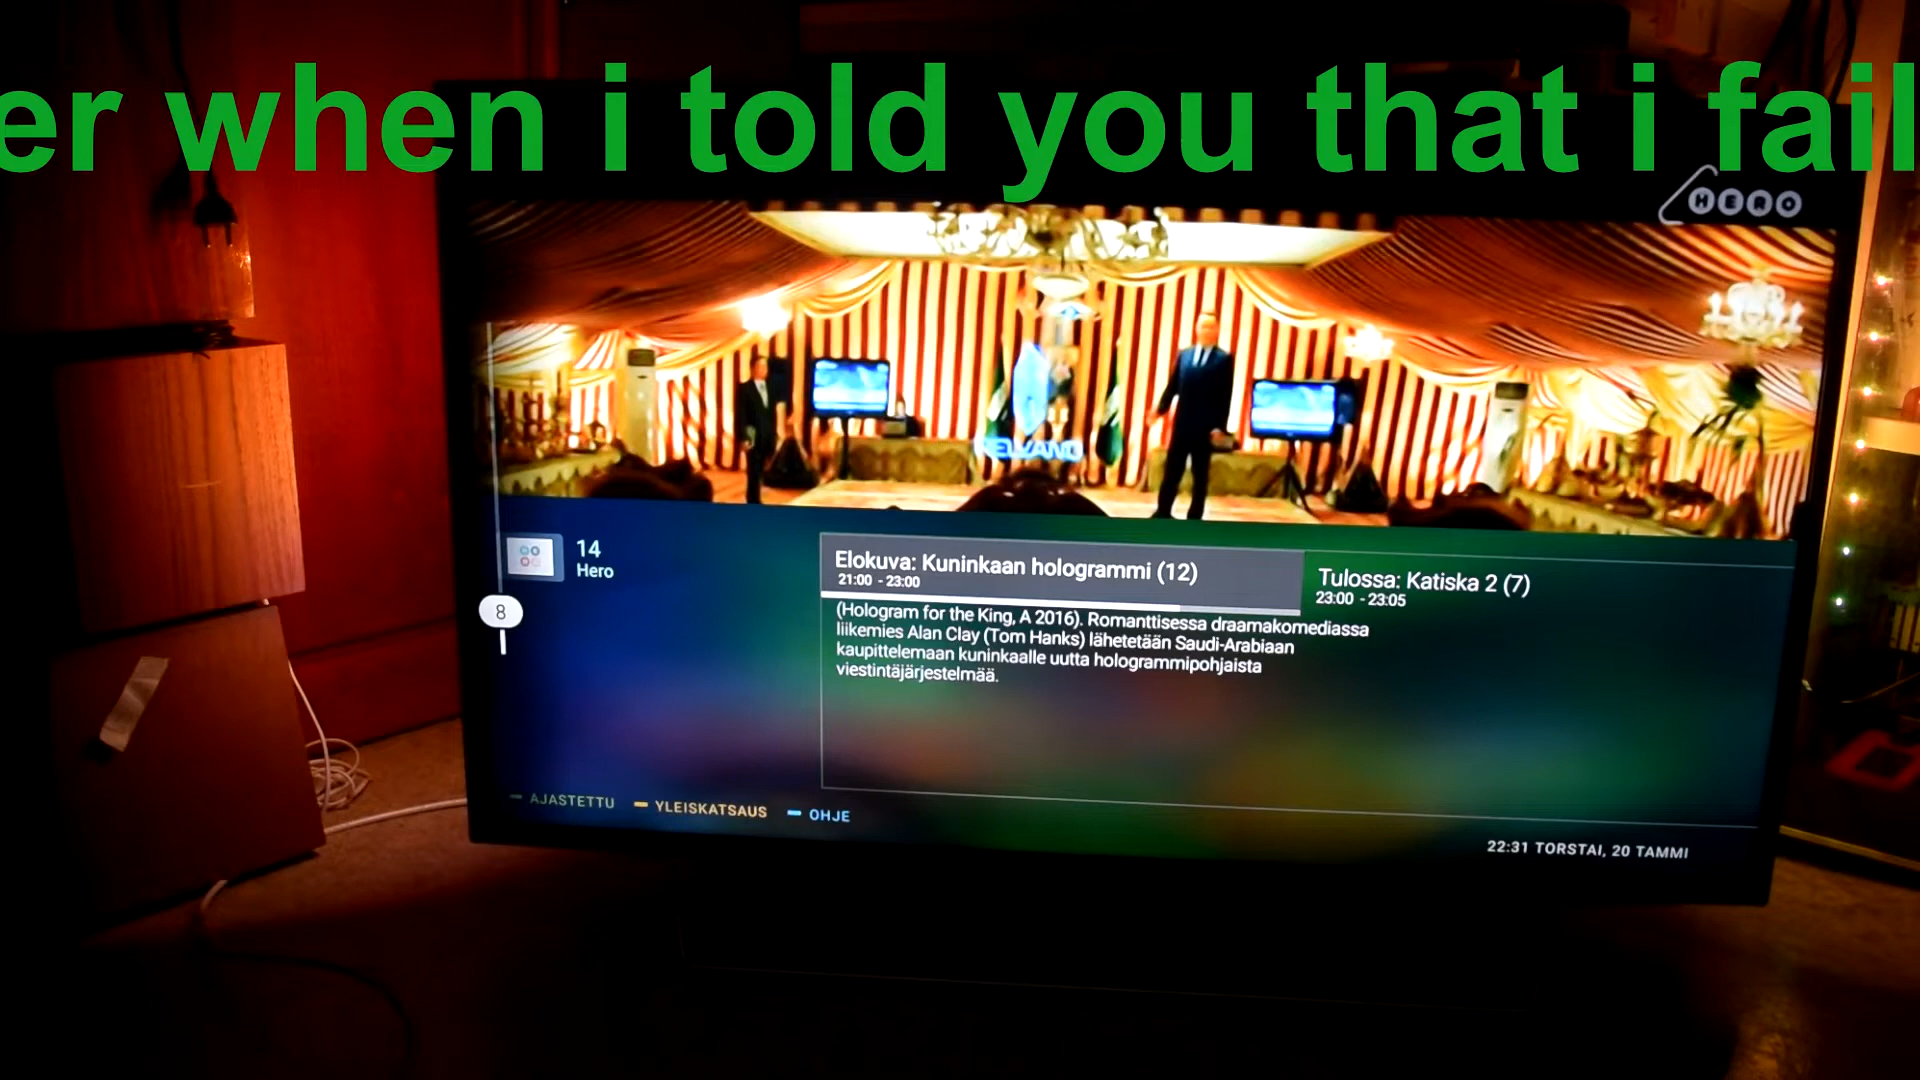 er when i told you that i fail
HERO
14
Hero
8
Elokuva: Kuninkaan hologrammi (12)
21:00 - 23:00
Tulossa: Katiska 2 (7)
23:00 - 23:05
(Hologram for the King, A 2016). Romanttisessa draamakomediassa
liikemies Alan Clay (Tom Hanks) lähetetään Saudi-Arabiaan
kaupittelemaan kuninkaalle uutta hologrammipohjaista
viestintäjärjestelmää.
AJASTETTU
YLEISKATSAUS
OHJE
22:31 TORSTAI, 20 TAMMI